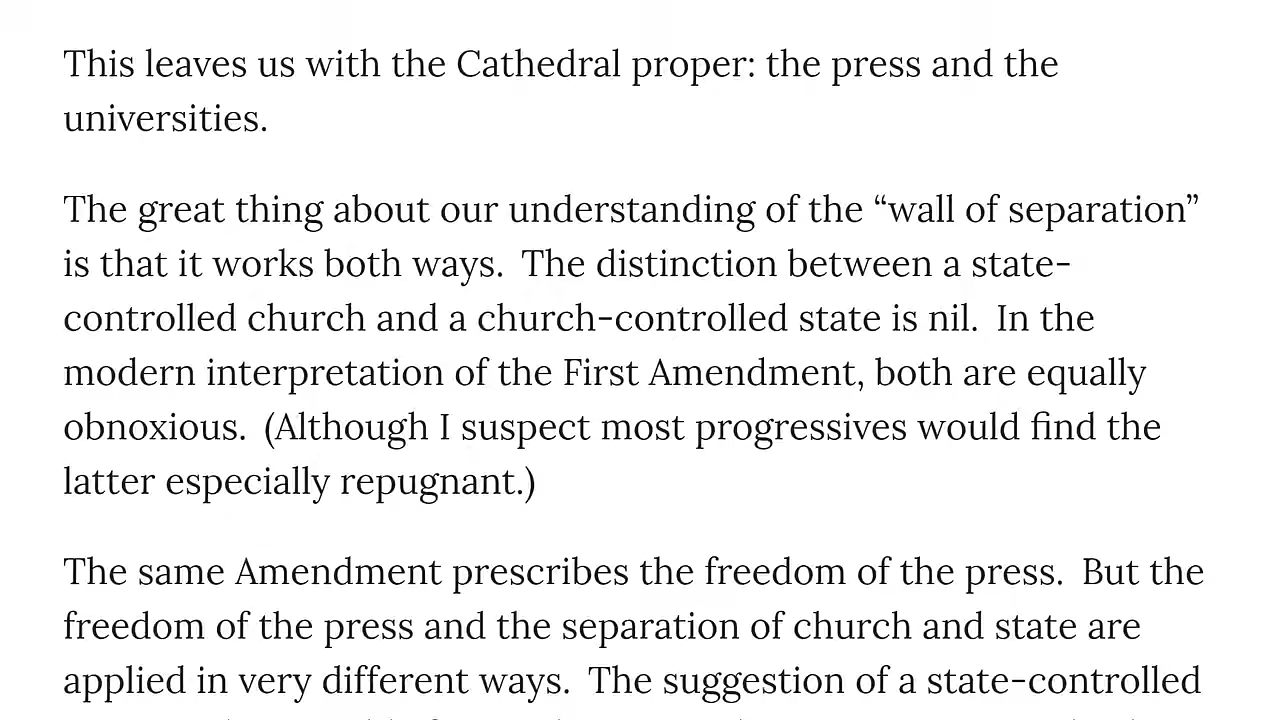 This leaves us with the Cathedral proper: the press and the
universities.
The great thing about our understanding of the “wall of separation”
is that it works both ways.  The distinction between a state-
controlled church and a church-controlled state is nil.  In the
modern interpretation of the First Amendment, both are equally
obnoxious.  (Although I suspect most progressives would find the
latter especially repugnant.)
The same Amendment prescribes the freedom of the press.  But the
freedom of the press and the separation of church and state are
applied in very different ways.  The suggestion of a state-controlled